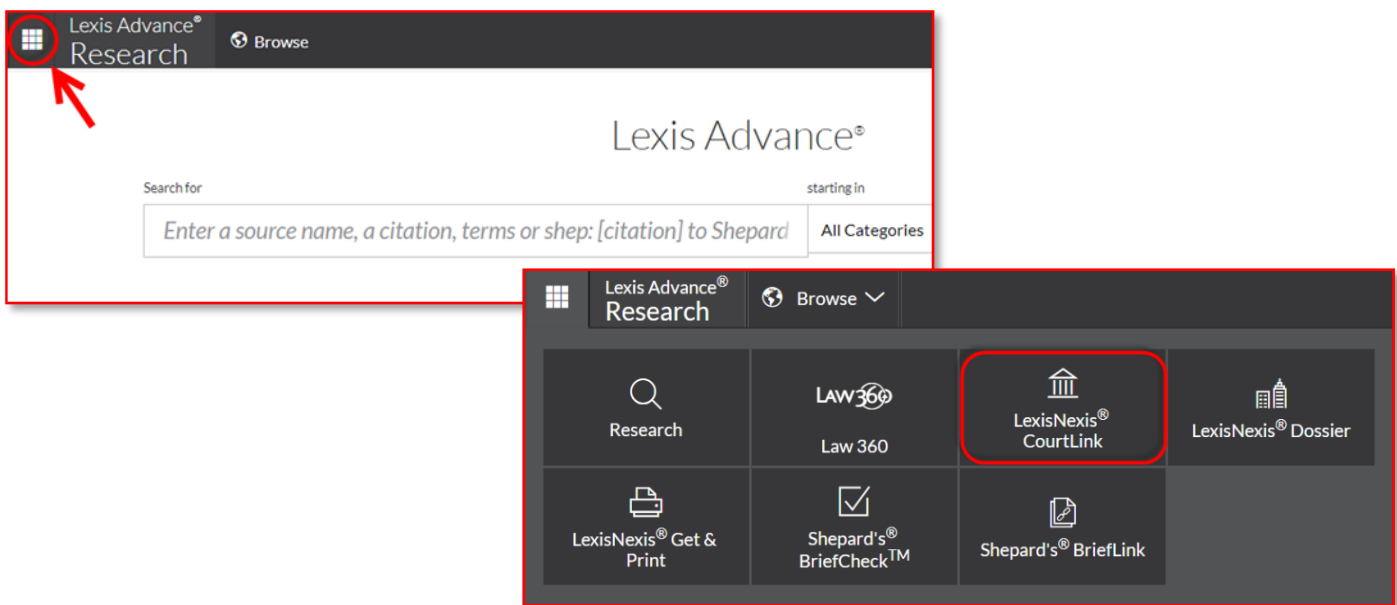 Lexis Advance®
Research
Browse
Lexis Advance®
Search for
starting in
Enter a source name, a citation, terms or shep: [citation] to Shepard
All Categories
Lexis Advance®
Research
Browse
Research
LAW360
Law 360
LexisNexis®
CourtLink
LexisNexis® Dossier
LexisNexis® Get &
Print
Shepard's®
BriefCheck™
Shepard's® BriefLink